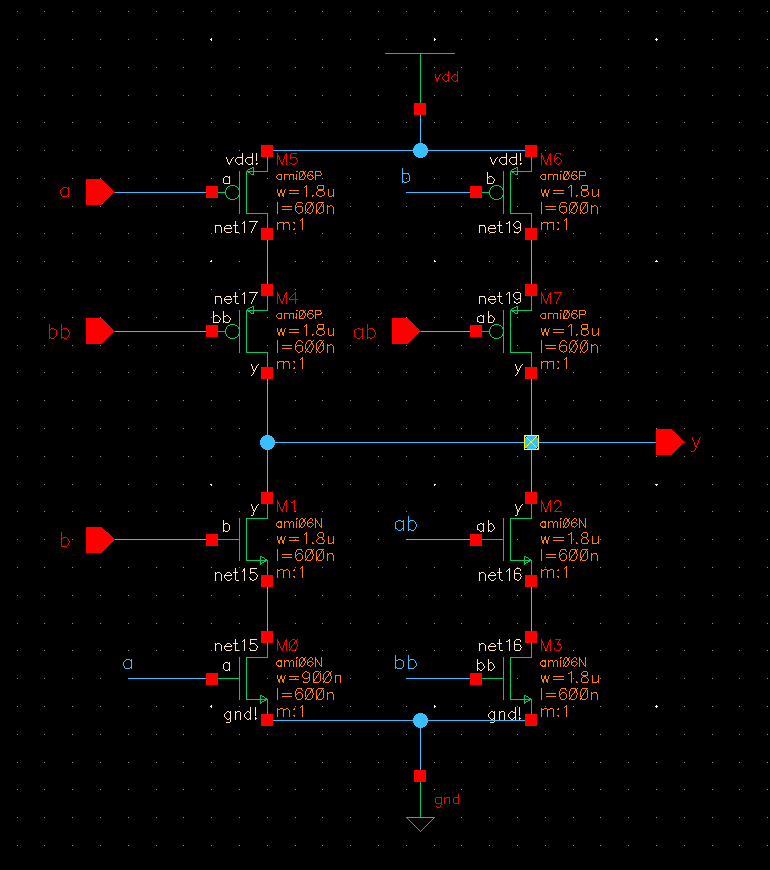 vdd
vdd! M5
a a ami06P
w=1.8u
l=600n
net17 m:1
vdd! M6
b b ami06P
w=1.8u
l=600n
net19 m:1
net17 M4
bb bb ami06P
w=1.8u
l=600n
y m:1
net19 M7
ab ab ami06P
w=1.8u
l=600n
y m:1
y
y M1
b b ami06N
w=1.8u
l=600n
net15 m:1
y M2
ab ab ami06N
w=1.8u
l=600n
net16 m:1
net15 M0
a a ami06N
w=900n
l=600n
gnd! m:1
net16 M3
bb bb ami06N
w=1.8u
l=600n
gnd! m:1
gnd